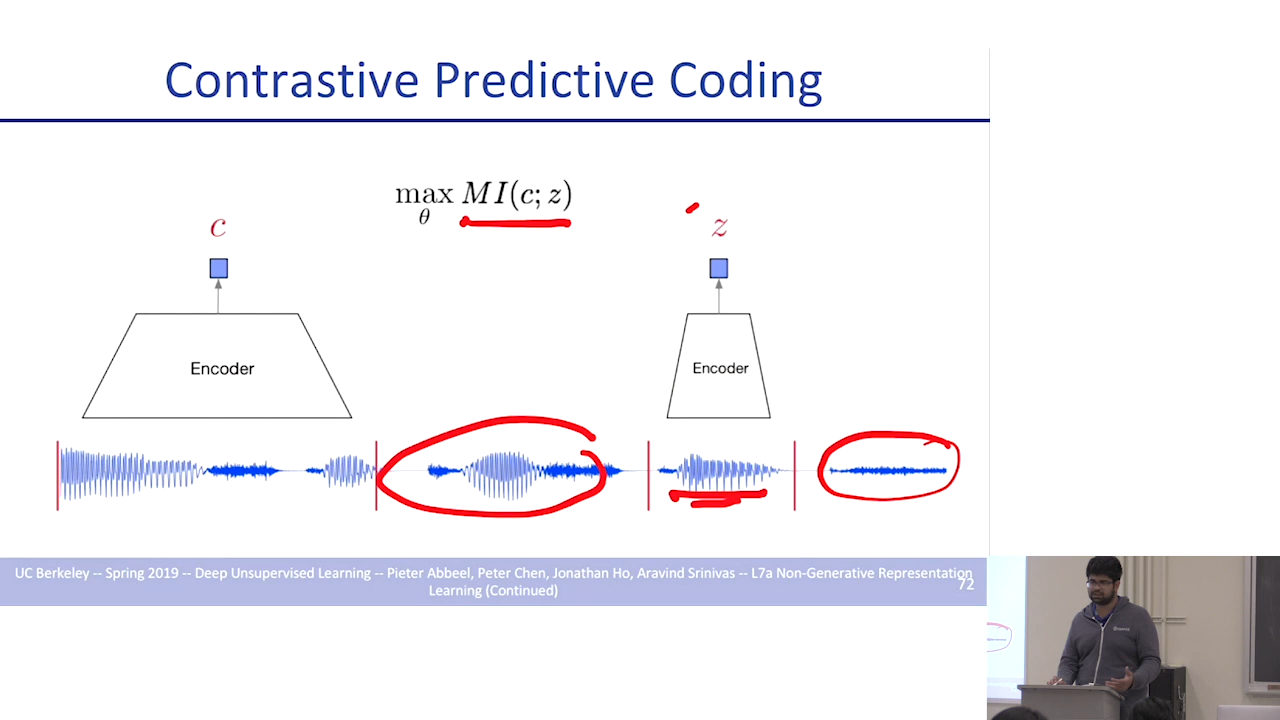 Contrastive Predictive Coding
max MI(c; z)
θ
c
z
Encoder
Encoder
UC Berkeley -- Spring 2019 -- Deep Unsupervised Learning -- Pieter Abbeel, Peter Chen, Jonathan Ho, Aravind Srinivas -- L7a Non-Generative Representation
Learning (Continued)
72